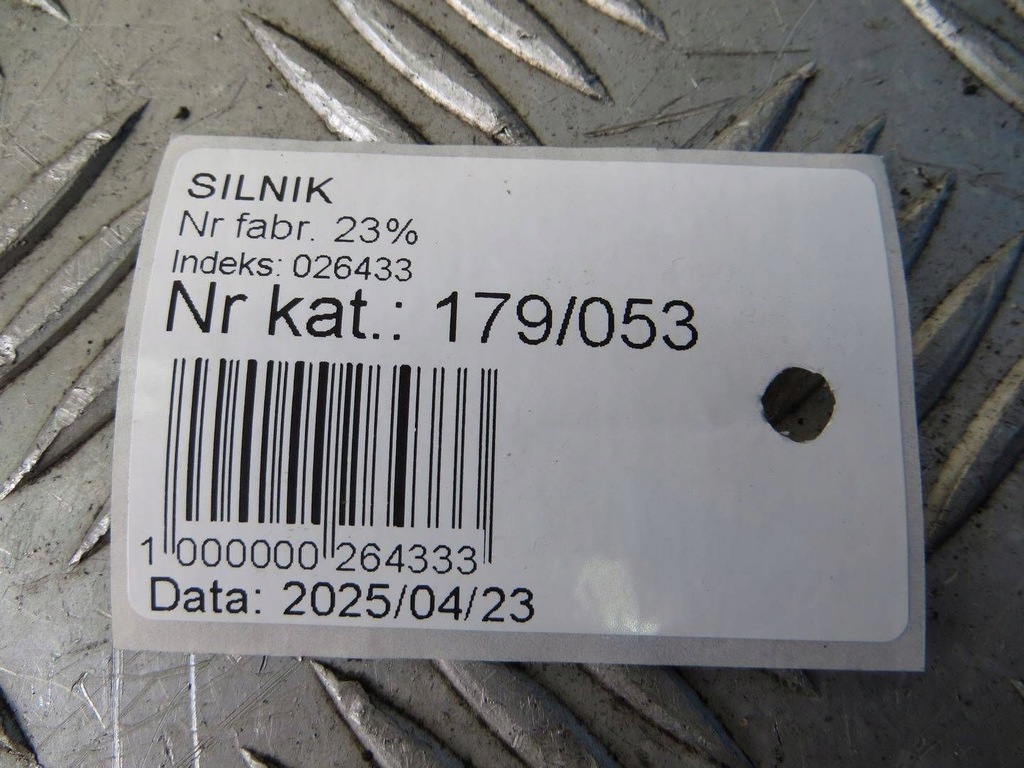 SILNIK
Nr fabr. 23%
Indeks: 026433
Nr kat.: 179/053
1 000000 264333
Data: 2025/04/23